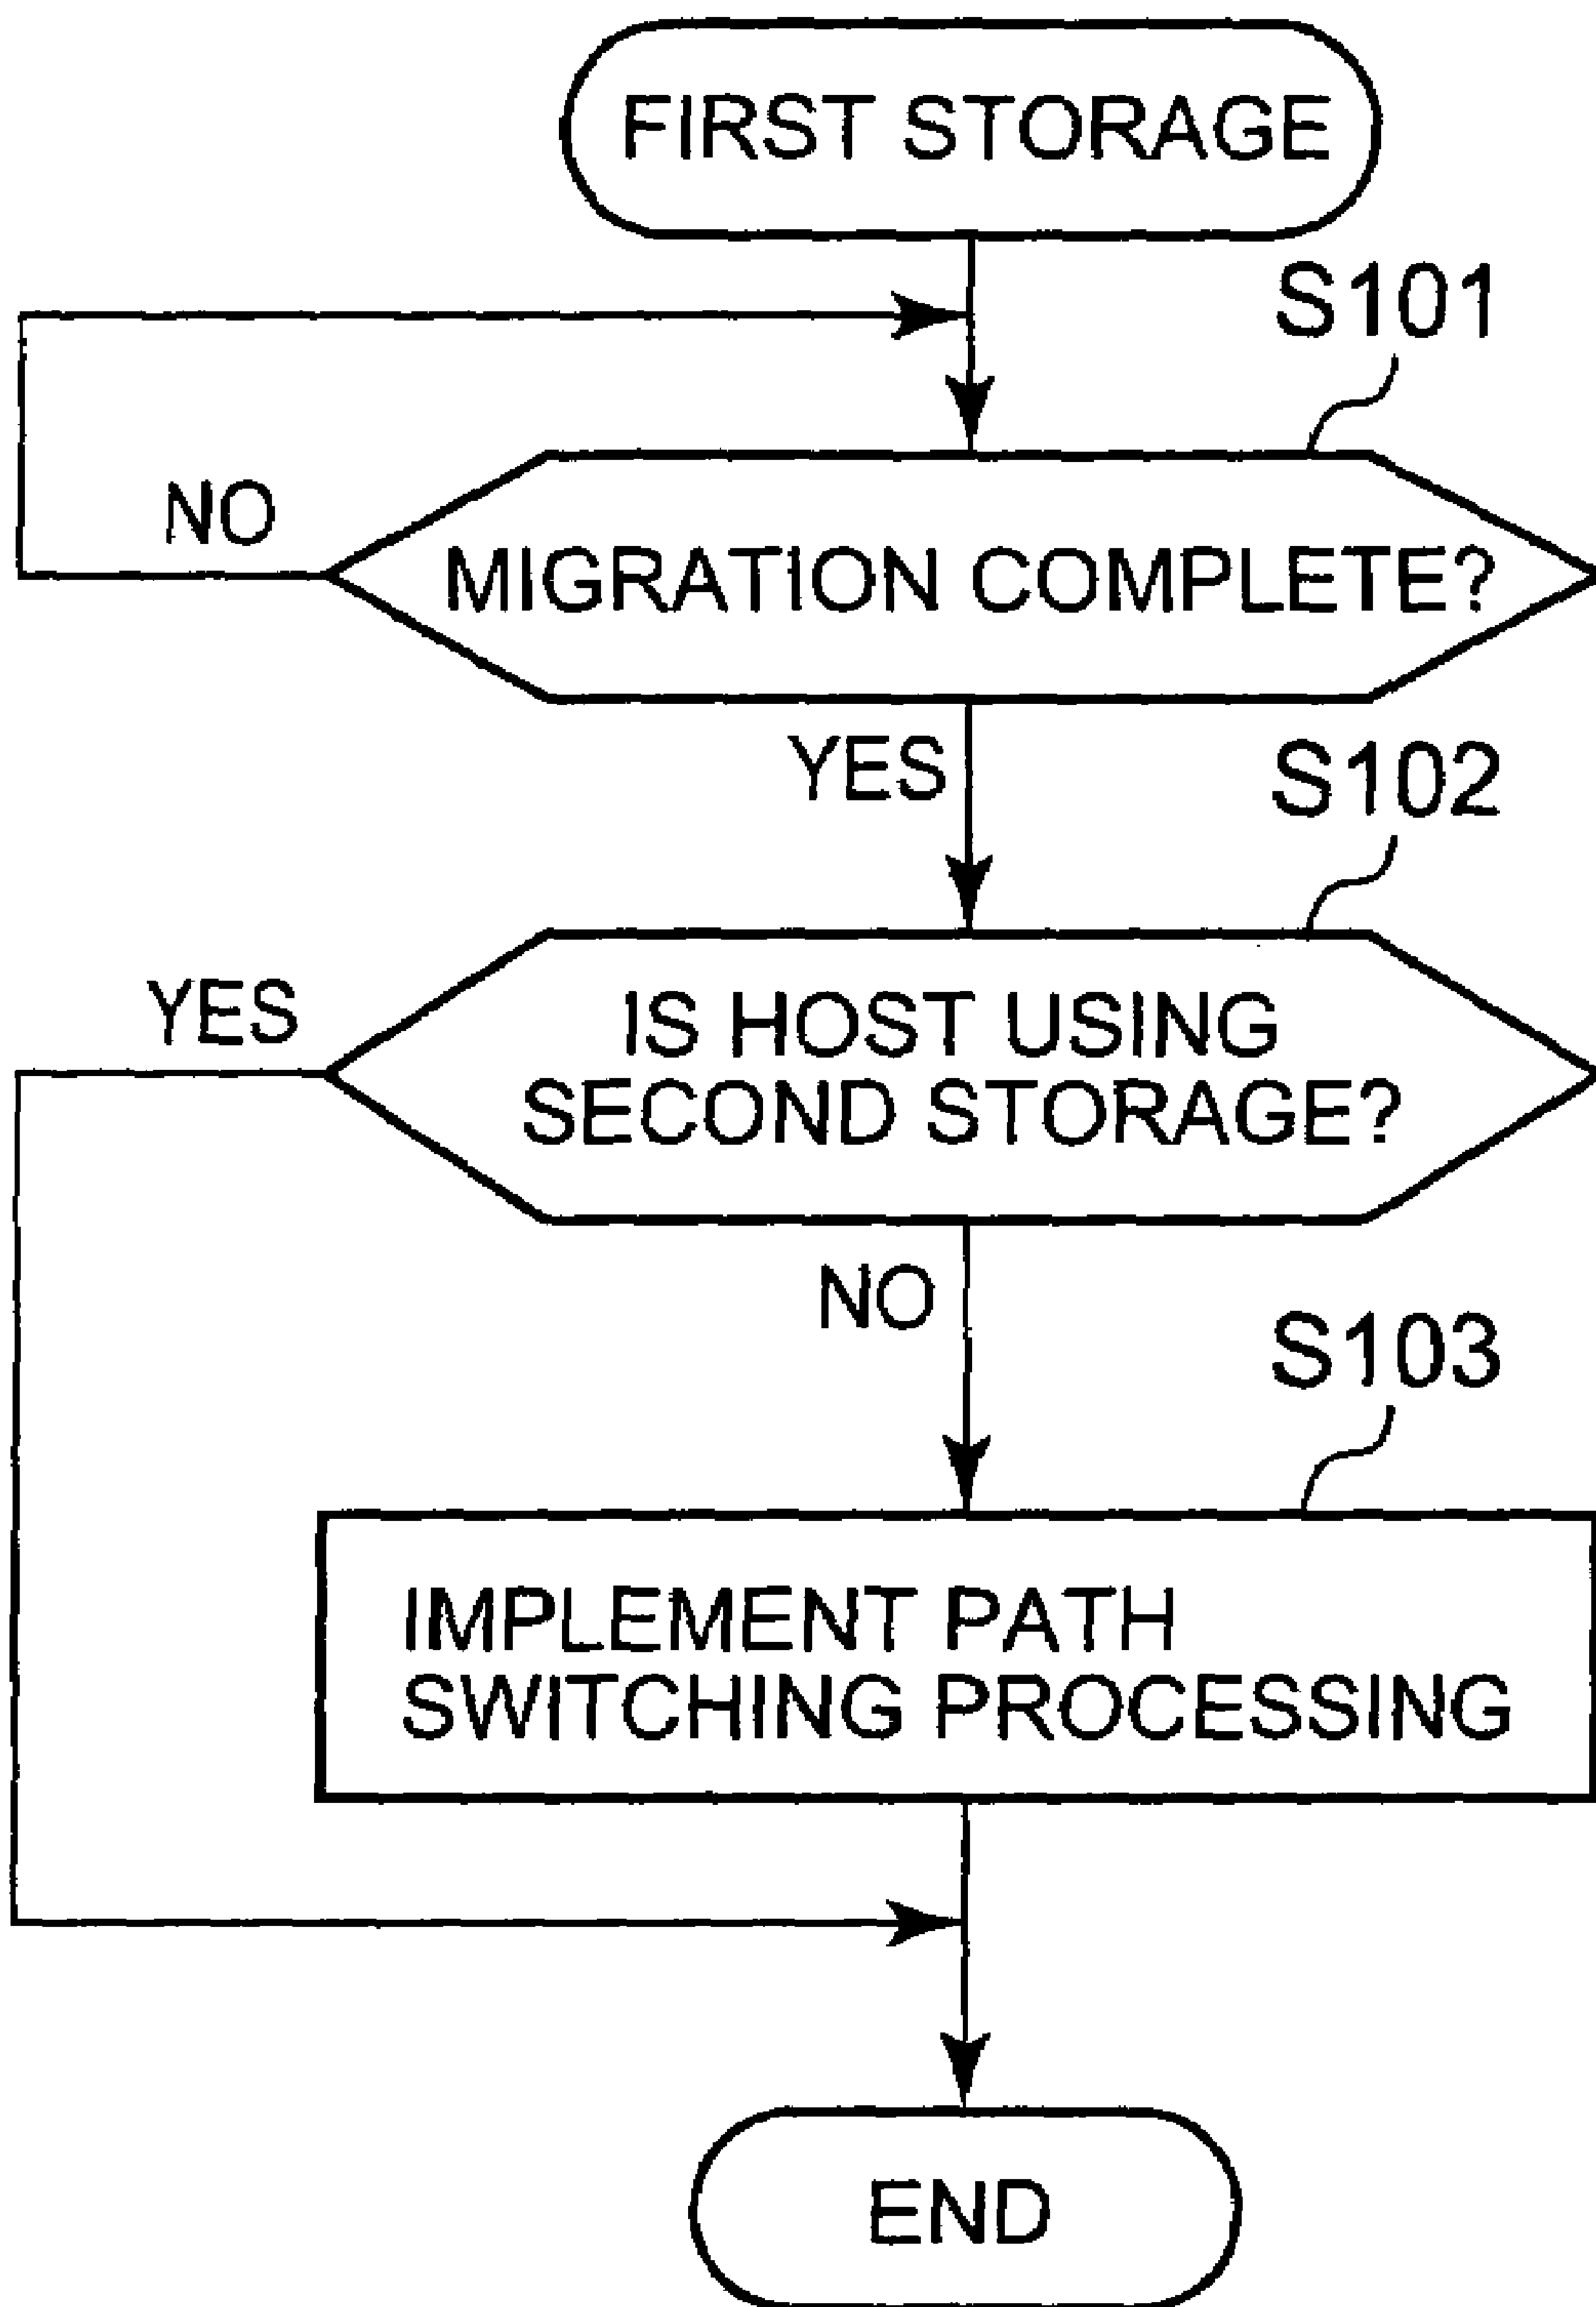 FIRST STORAGE
S101
NO
MIGRATION COMPLETE?
YES
S102
YES
IS HOST USING
SECOND STORAGE?
NO
S103
IMPLEMENT PATH
SWITCHING PROCESSING
END